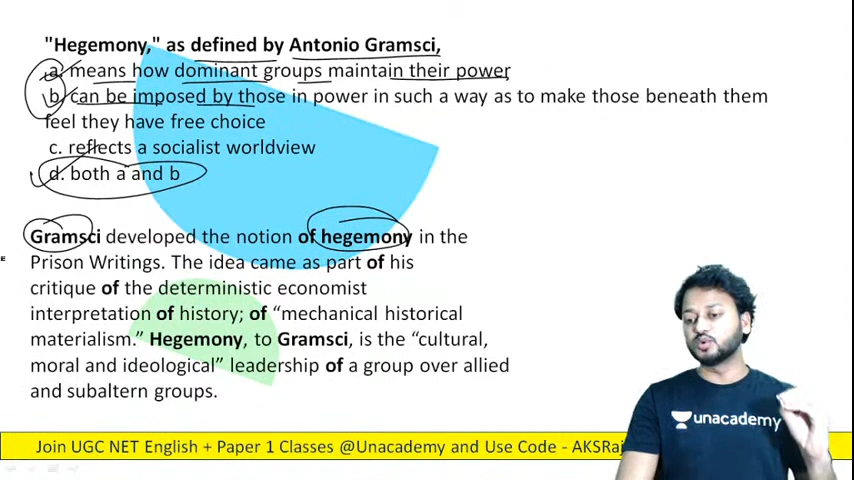 "Hegemony," as defined by Antonio Gramsci,
a. means how dominant groups maintain their power
b. can be imposed by those in power in such a way as to make those beneath them
feel they have free choice
c. reflects a socialist worldview
d. both a and b
Gramsci developed the notion of hegemony in the
Prison Writings. The idea came as part of his
critique of the deterministic economist
interpretation of history; of "mechanical historical
materialism." Hegemony, to Gramsci, is the "cultural,
moral and ideological" leadership of a group over allied
and subaltern groups.
unacademy
Join UGC NET English + Paper 1 Classes @Unacademy and Use Code - AKSRaj